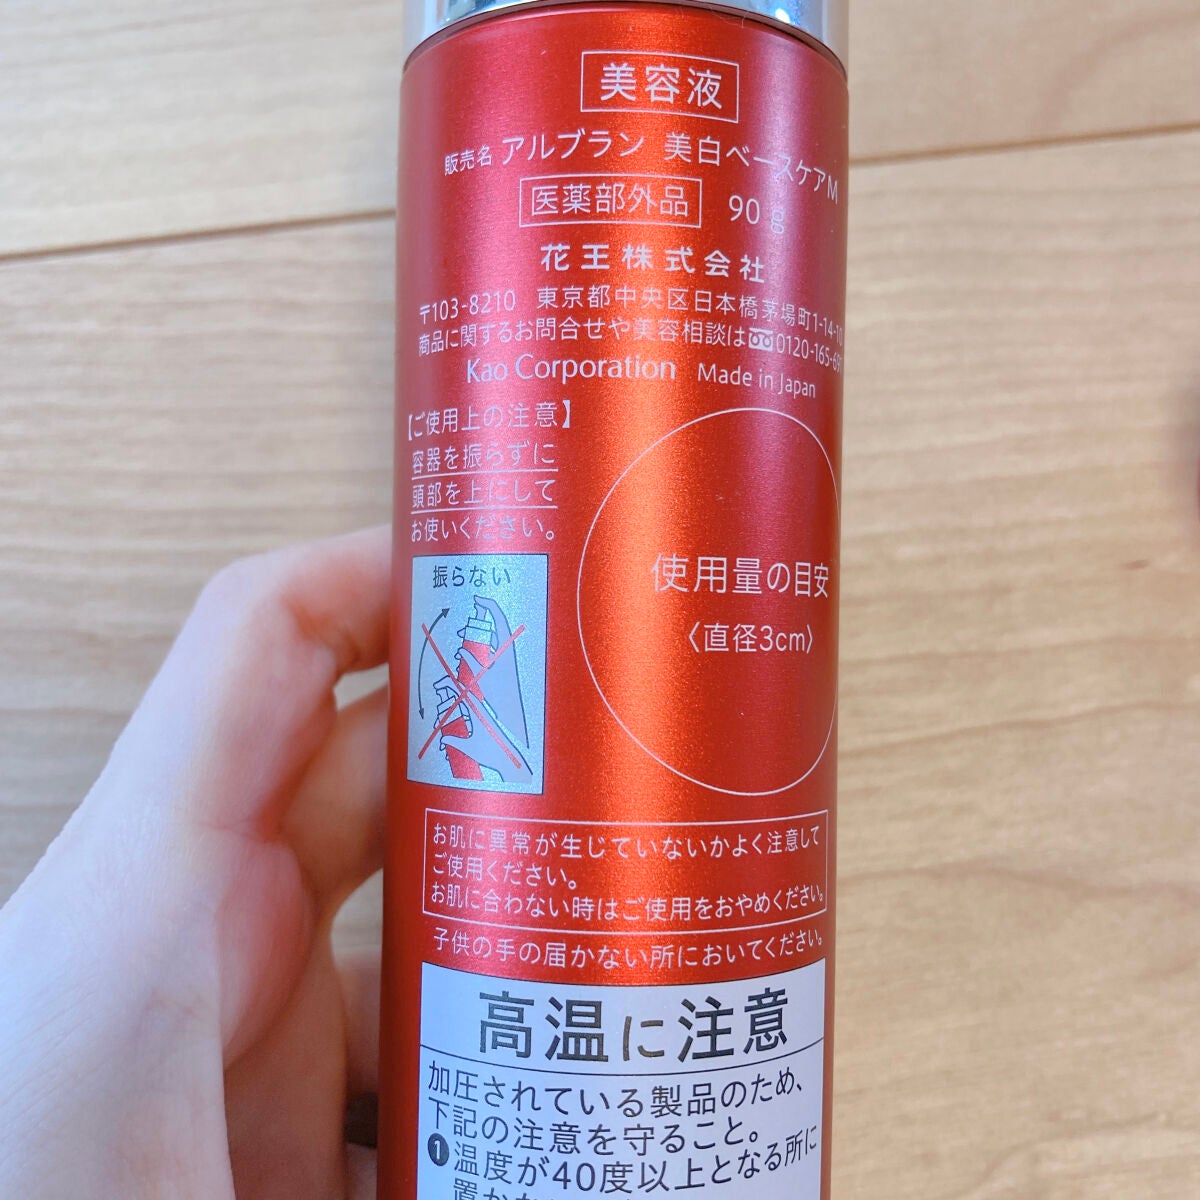 美容液
販売名 アルブラン 美白ベースケアM
医薬部外品 90g
花王株式会社
〒103-8210 東京都中央区日本橋茅場町1-14-10
商品に関するお問合せや美容相談は 0120-165-69
Kao Corporation Made in Japan
【ご使用上の注意】
容器を振らずに
頭部を上にして
お使いください。
振らない
使用量の目安
〈直径3cm〉
お肌に異常が生じていないかよく注意して
ご使用ください。
お肌に合わない時はご使用をおやめください。
子供の手の届かない所においてください。
高温に注意
加圧されている製品のため、
下記の注意を守ること。
❶温度が40度以上となる所に
置か